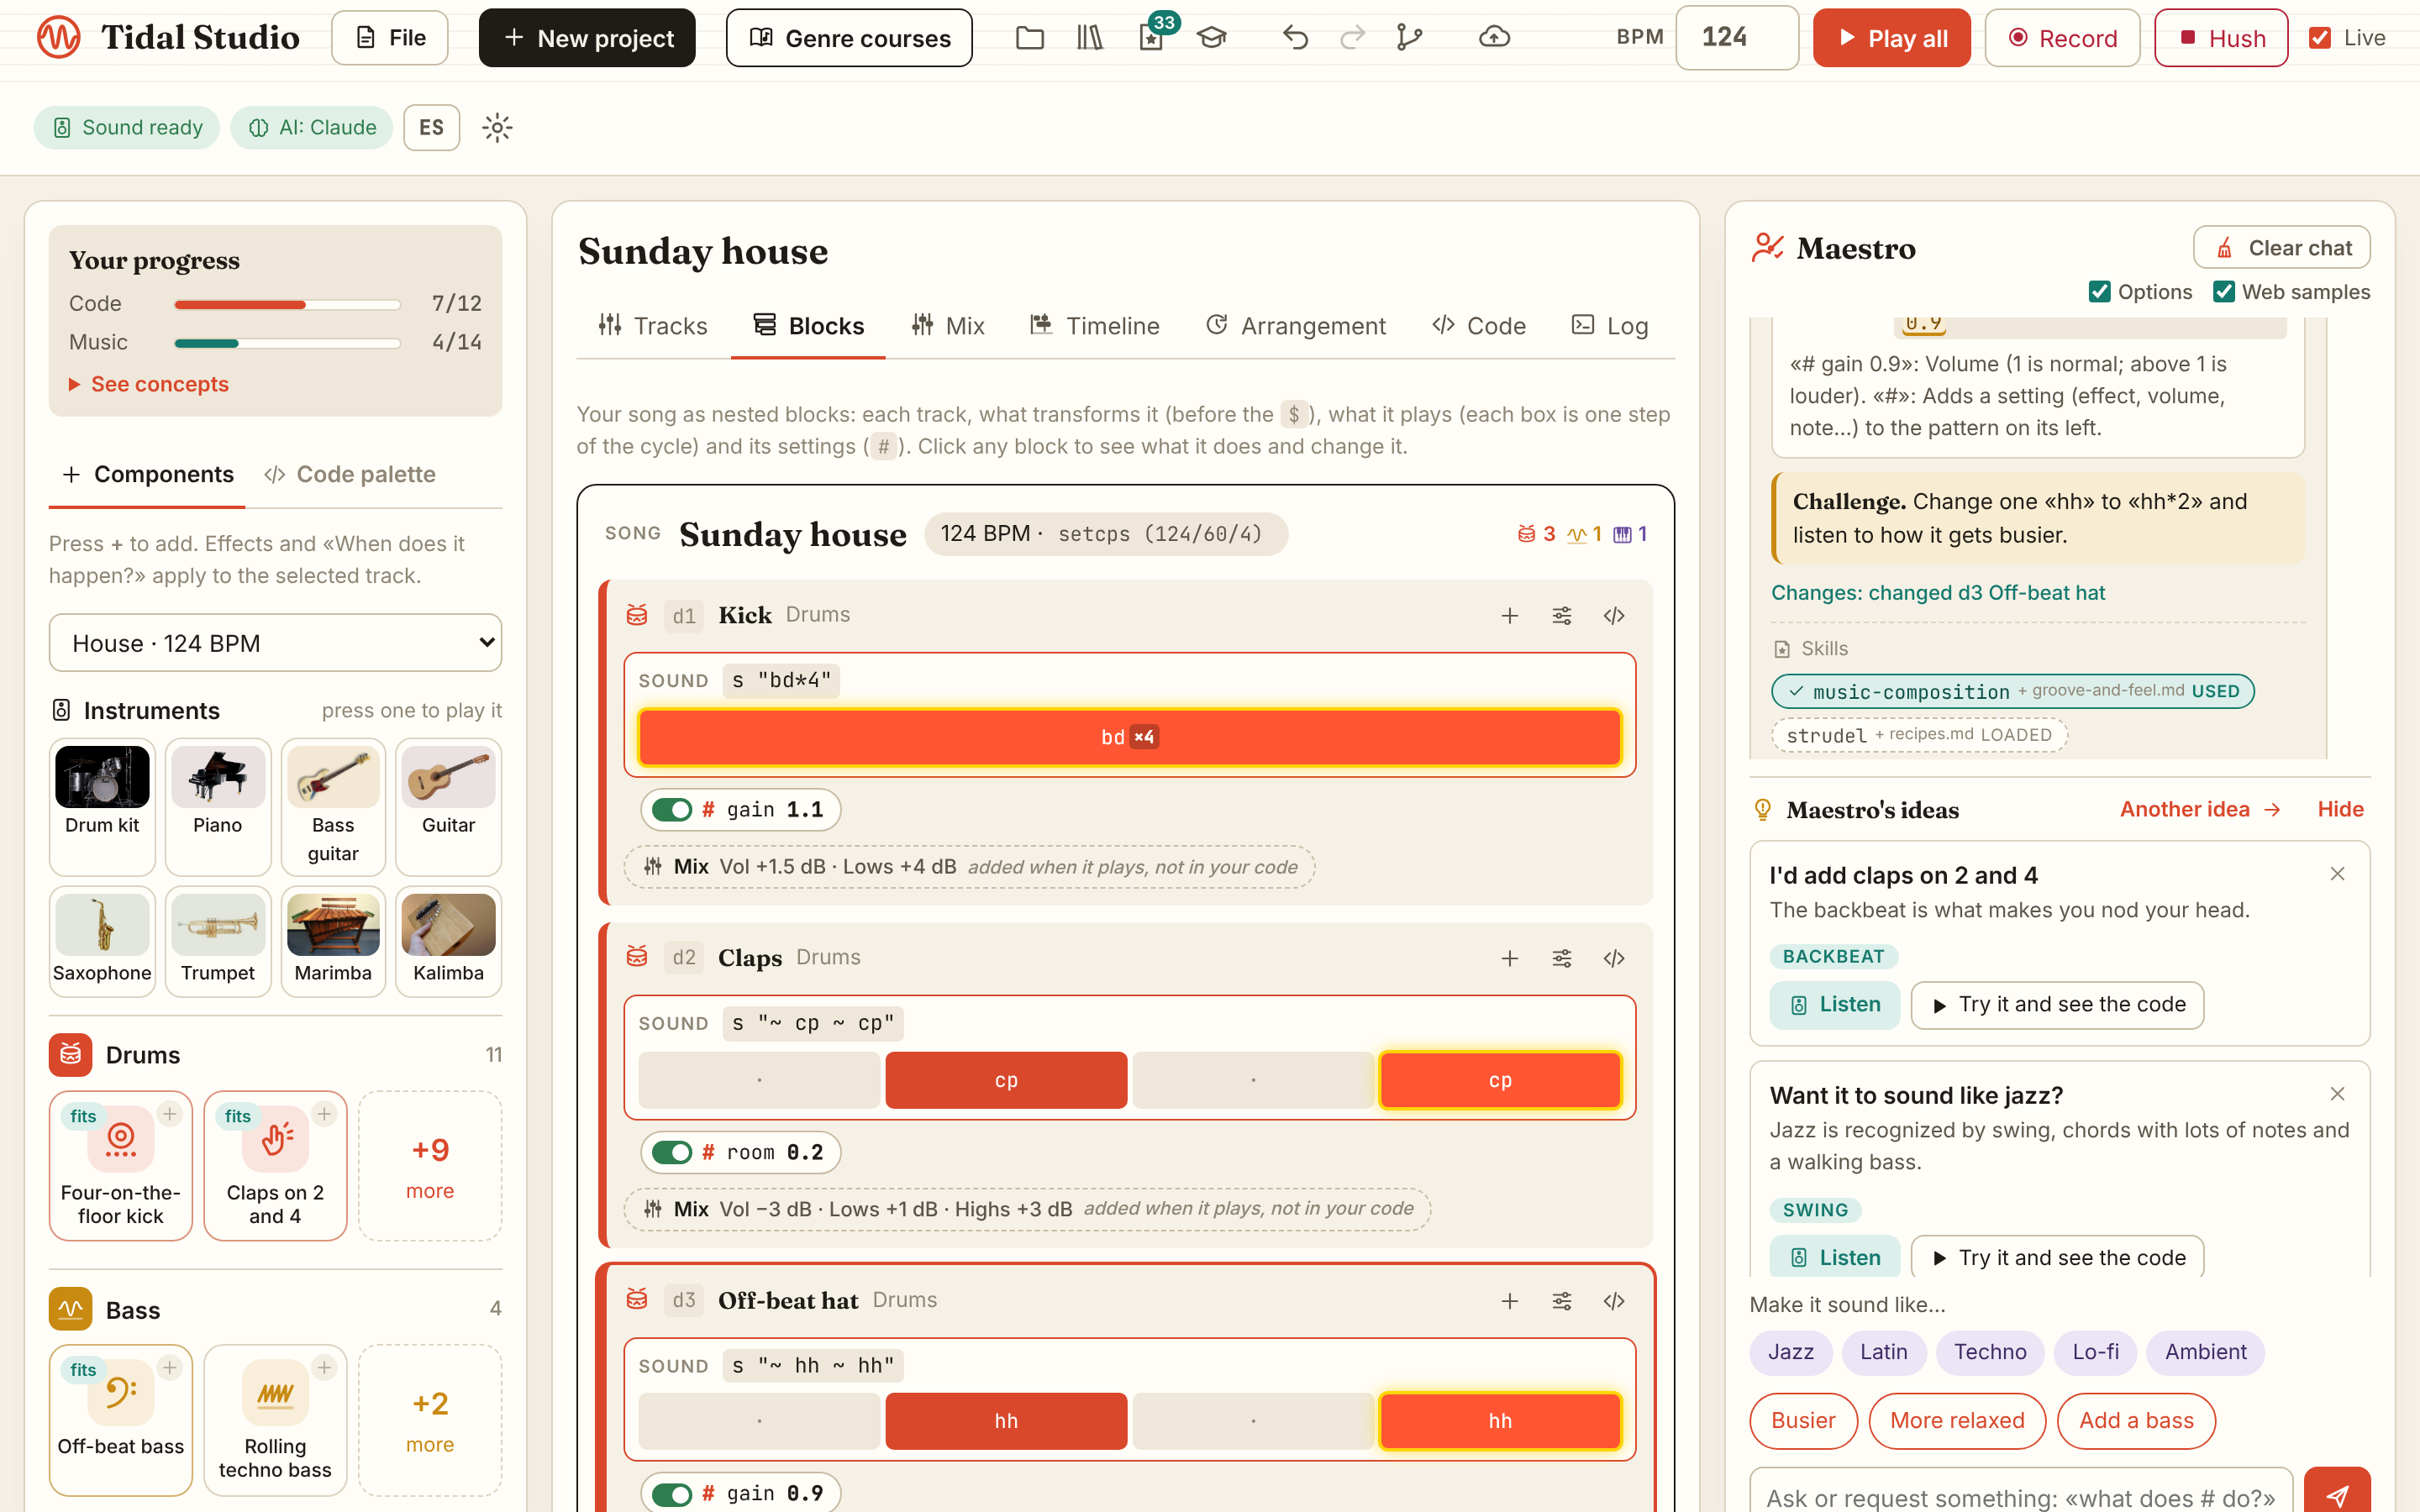 Tidal Studio
File
+ New project
Genre courses
33
BPM
124
Play all
Record
Hush
Live
Sound ready
AI: Claude
ES
Your progress
Code 7/12
Music 4/14
See concepts
+ Components
</> Code palette
Press + to add. Effects and «When does it
happen?» apply to the selected track.
House · 124 BPM
Instruments
press one to play it
Drum kit
Piano
Bass
guitar
Guitar
Saxophone
Trumpet
Marimba
Kalimba
Drums 11
fits
Four-on-the-
floor kick
fits
Claps on 2
and 4
+9
more
Bass 4
fits
Off-beat bass
Rolling
techno bass
+2
more
Sunday house
Tracks
Blocks
Mix
Timeline
Arrangement
</> Code
Log
Your song as nested blocks: each track, what transforms it (before the $), what it plays (each box is one step
of the cycle) and its settings (#). Click any block to see what it does and change it.
SONG Sunday house 124 BPM · setcps (124/60/4)
3 1 1
d1 Kick Drums
SOUND s "bd*4"
bd ×4
# gain 1.1
Mix Vol +1.5 dB · Lows +4 dB added when it plays, not in your code
d2 Claps Drums
SOUND s "~ cp ~ cp"
· cp · cp
# room 0.2
Mix Vol −3 dB · Lows +1 dB · Highs +3 dB added when it plays, not in your code
d3 Off-beat hat Drums
SOUND s "~ hh ~ hh"
· hh · hh
# gain 0.9
Maestro
Clear chat
Options
Web samples
0.9
«# gain 0.9»: Volume (1 is normal; above 1 is
louder). «#»: Adds a setting (effect, volume,
note…) to the pattern on its left.
Challenge. Change one «hh» to «hh*2» and
listen to how it gets busier.
Changes: changed d3 Off-beat hat
Skills
music-composition + groove-and-feel.md USED
strudel + recipes.md LOADED
Maestro's ideas
Another idea →
Hide
I'd add claps on 2 and 4
The backbeat is what makes you nod your head.
BACKBEAT
Listen
Try it and see the code
Want it to sound like jazz?
Jazz is recognized by swing, chords with lots of notes and
a walking bass.
SWING
Listen
Try it and see the code
Make it sound like…
Jazz
Latin
Techno
Lo-fi
Ambient
Busier
More relaxed
Add a bass
Ask or request something: «what does # do?»